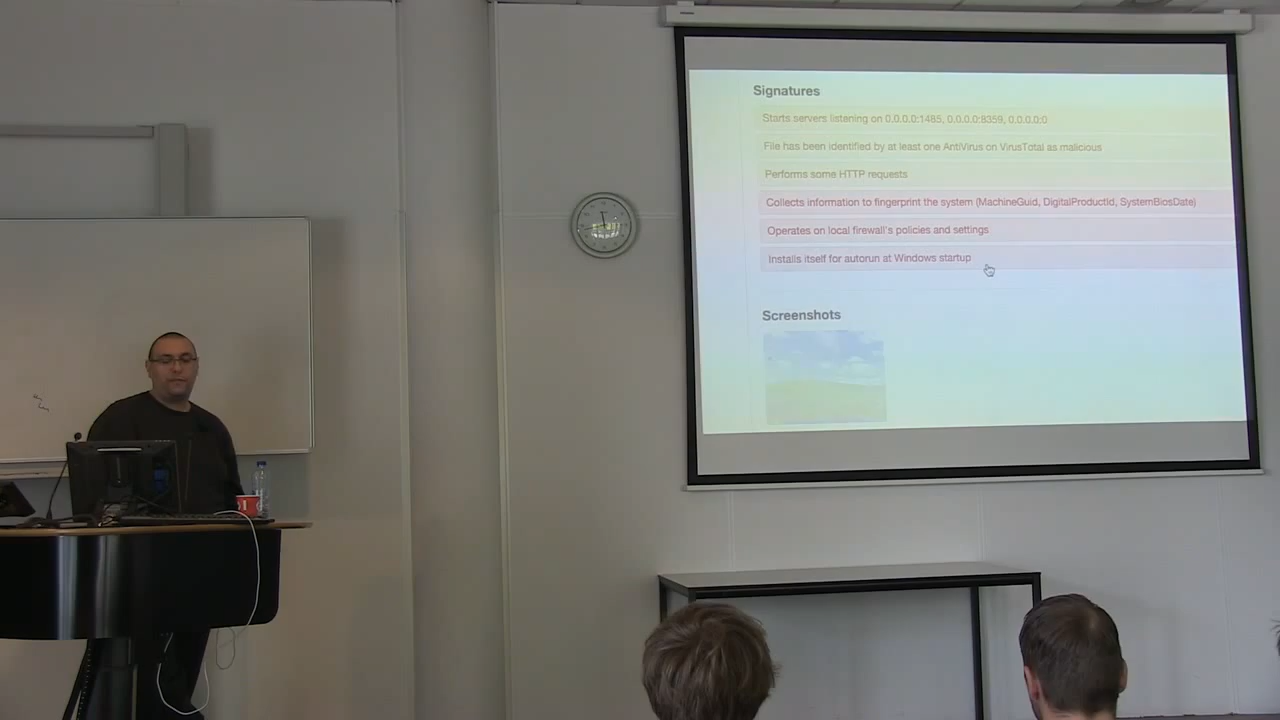 Signatures
Starts servers listening on 0.0.0.0:1485, 0.0.0.0:8359, 0.0.0.0:0
File has been identified by at least one AntiVirus on VirusTotal as malicious
Performs some HTTP requests
Collects information to fingerprint the system (MachineGuid, DigitalProductId, SystemBiosDate)
Operates on local firewall's policies and settings
Installs itself for autorun at Windows startup
Screenshots